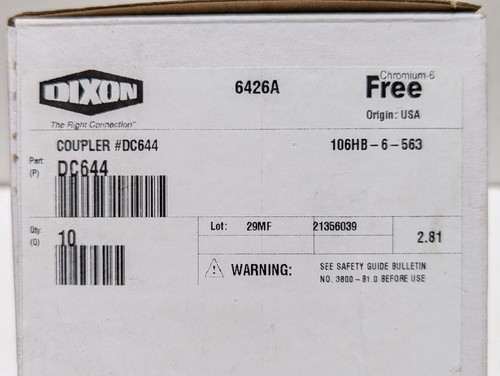 DIXON
The Right Connection™
6426A
Chromium-6
Free
Origin: USA
COUPLER #DC644
106HB-6-563
Part:
(P)
DC644
Qty:
(Q)
10
Lot: 29MF 21356039
2.81
WARNING:
SEE SAFETY GUIDE BULLETIN
NO. 3800-81.0 BEFORE USE